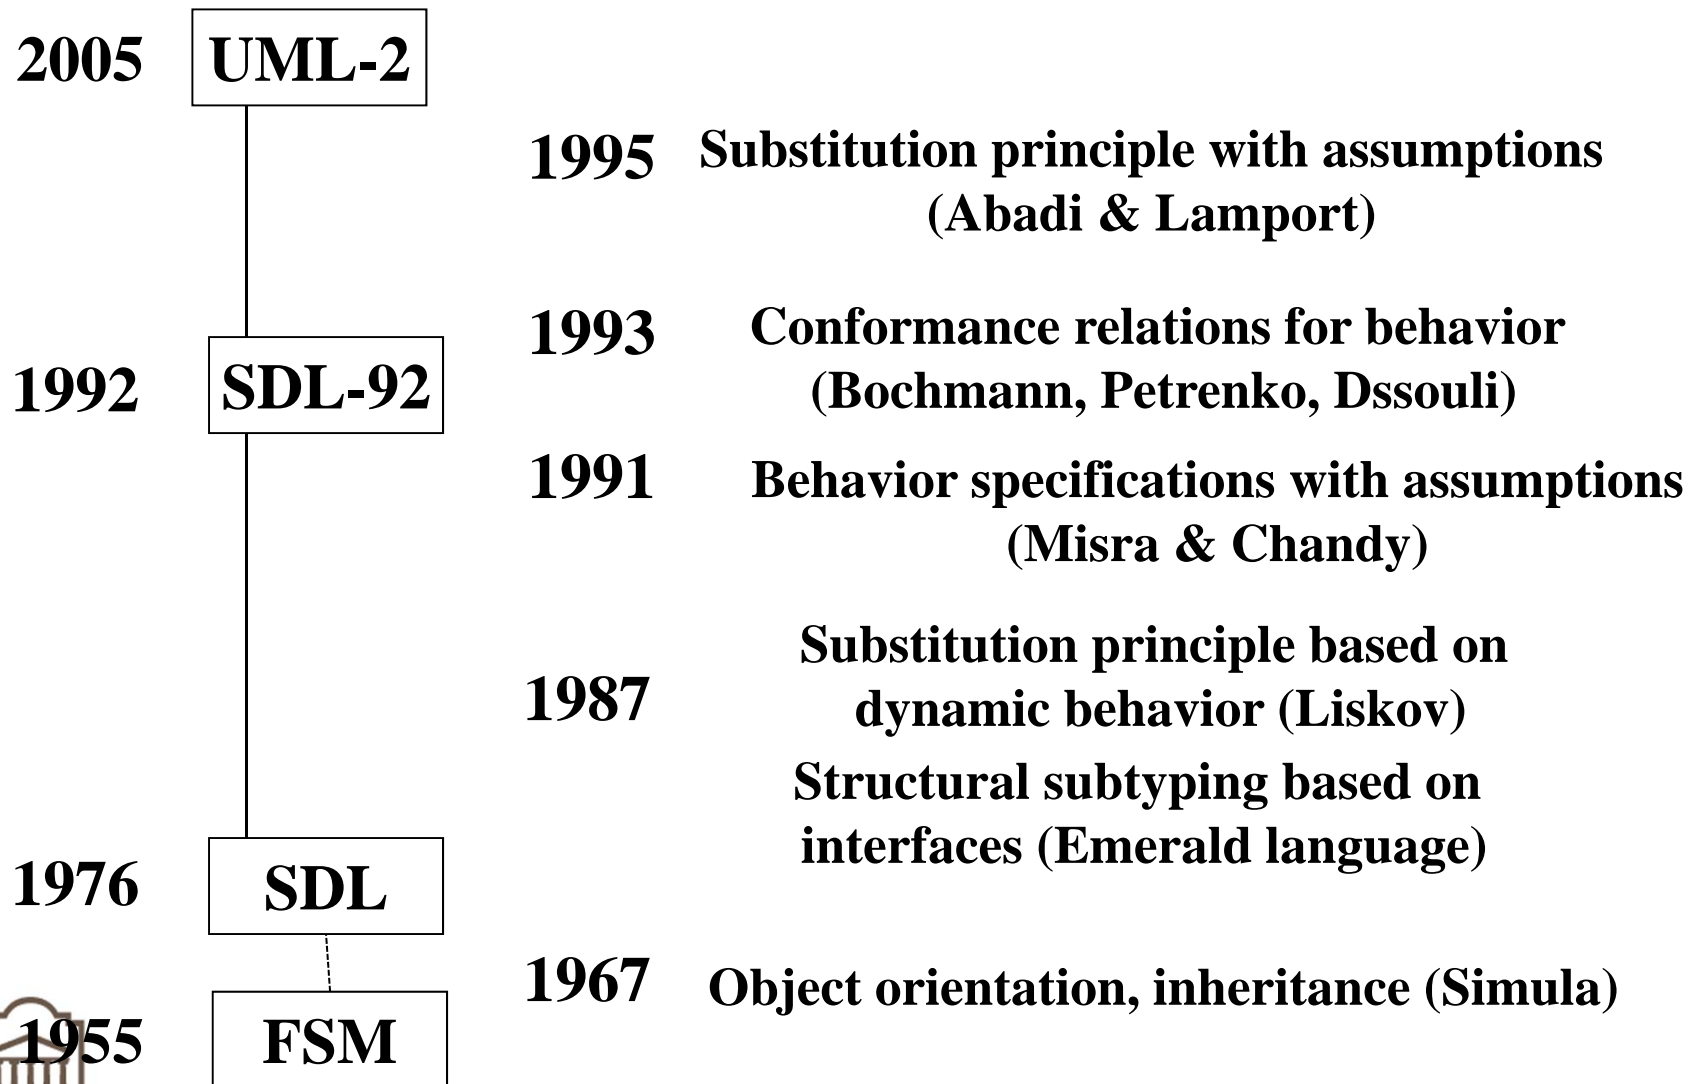 2005 UML-2
1995 Substitution principle with assumptions
(Abadi & Lamport)
1993 Conformance relations for behavior
(Bochmann, Petrenko, Dssouli)
1992 SDL-92
1991 Behavior specifications with assumptions
(Misra & Chandy)
Substitution principle based on
1987 dynamic behavior (Liskov)
Structural subtyping based on
interfaces (Emerald language)
1976 SDL
1967 Object orientation, inheritance (Simula)
1955 FSM